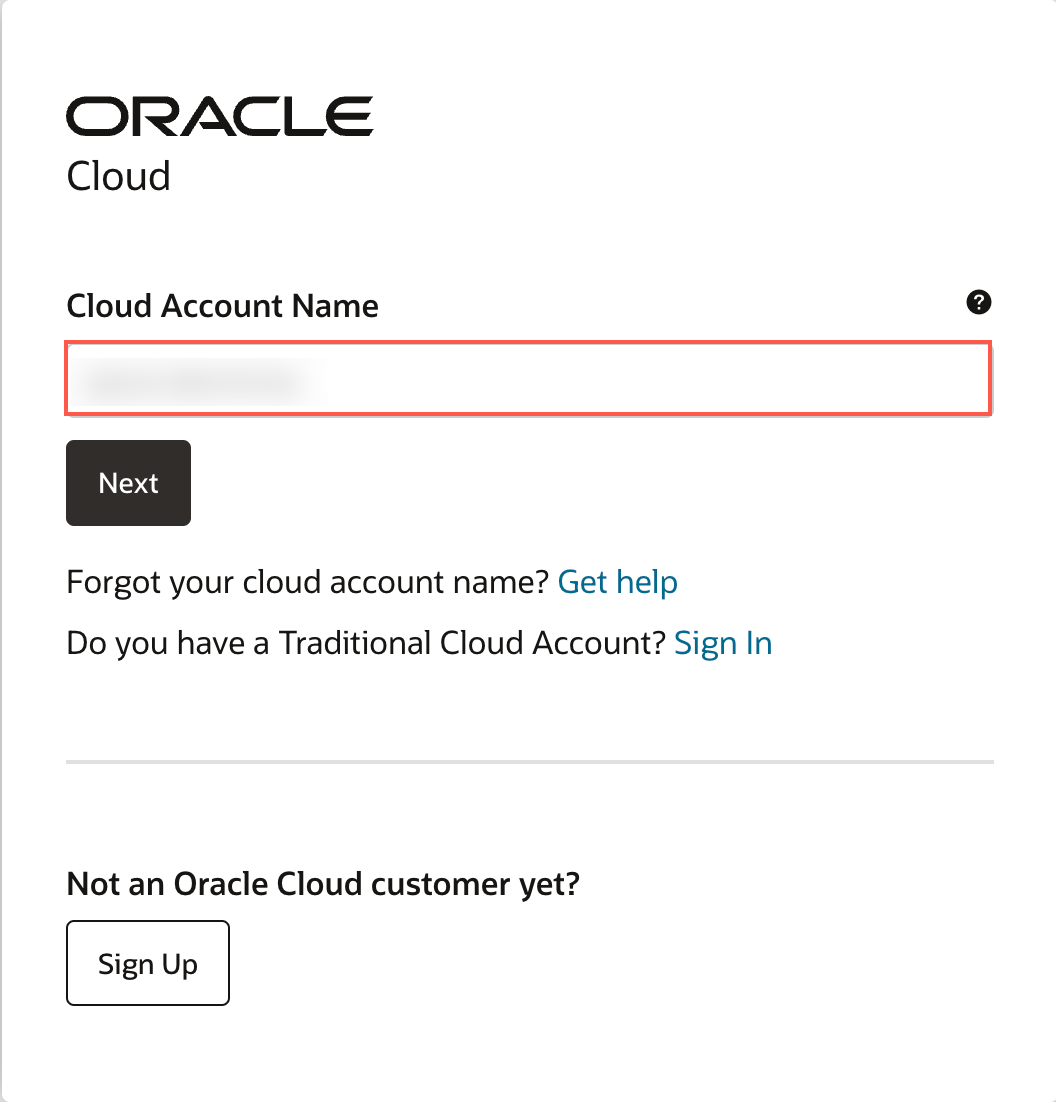 ORACLE
Cloud
Cloud Account Name
?
Next
Forgot your cloud account name? Get help
Do you have a Traditional Cloud Account? Sign In
Not an Oracle Cloud customer yet?
Sign Up